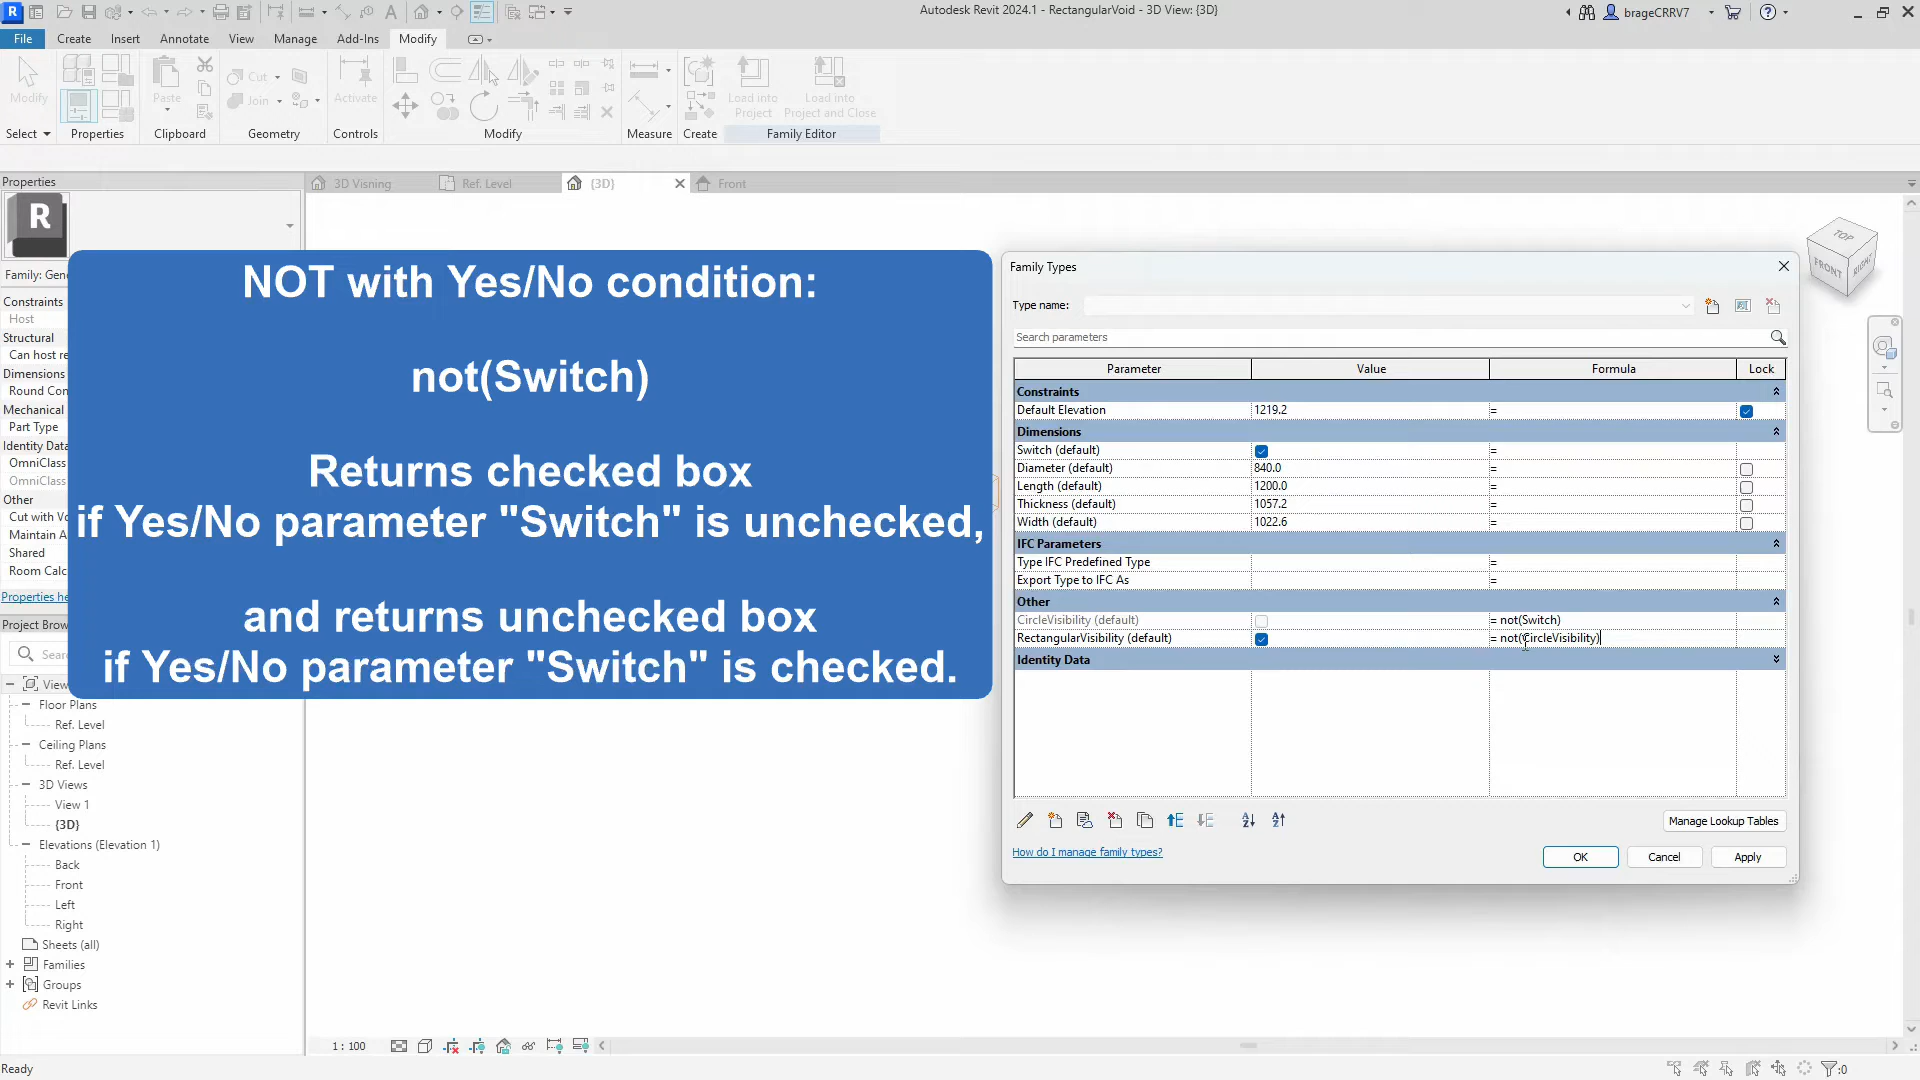 Autodesk Revit 2024.1 - RectangularVoid - 3D View: {3D}
brageCRRV7
File Create Insert Annotate View Manage Add-Ins Modify
Modify
Paste
Cut
Join
Activate
Load into Project
Load into Project and Close
Select Properties Clipboard Geometry Controls Modify Measure Create Family Editor
Properties
3D Visning
Ref. Level
{3D}
Front
R
Family: Gene
Constraints
Host
Structural
Can host re
Dimensions
Round Con
Mechanical
Part Type
Identity Data
OmniClass
OmniClass
Other
Cut with Vo
Maintain A
Shared
Room Calc
Properties he
NOT with Yes/No condition:
not(Switch)
Returns checked box
if Yes/No parameter "Switch" is unchecked,
and returns unchecked box
if Yes/No parameter "Switch" is checked.
Project Brow
Sear
View
Floor Plans
Ref. Level
Ceiling Plans
Ref. Level
3D Views
View 1
{3D}
Elevations (Elevation 1)
Back
Front
Left
Right
Sheets (all)
Families
Groups
Revit Links
TOP
FRONT
RIGHT
Family Types
Type name:
Search parameters
Parameter Value Formula Lock
Constraints
Default Elevation 1219.2 =
Dimensions
Switch (default) =
Diameter (default) 840.0 =
Length (default) 1200.0 =
Thickness (default) 1057.2 =
Width (default) 1022.6 =
IFC Parameters
Type IFC Predefined Type =
Export Type to IFC As =
Other
CircleVisibility (default) = not(Switch)
RectangularVisibility (default) = not(CircleVisibility)
Identity Data
Manage Lookup Tables
How do I manage family types?
OK Cancel Apply
1 : 100
Ready
:0